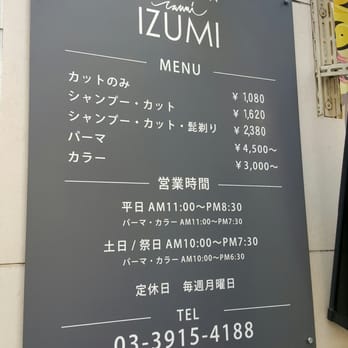 IZUMI
MENU
カットのみ ¥ 1,080
シャンプー・カット ¥ 1,620
シャンプー・カット・髭剃り ¥ 2,380
パーマ ¥ 4,500〜
カラー ¥ 3,000〜
営業時間
平日 AM11:00〜PM8:30
パーマ・カラー AM11:00〜PM7:30
土日 / 祭日 AM10:00〜PM7:30
パーマ・カラー AM10:00〜PM6:30
定休日 毎週月曜日
TEL
03-3915-4188